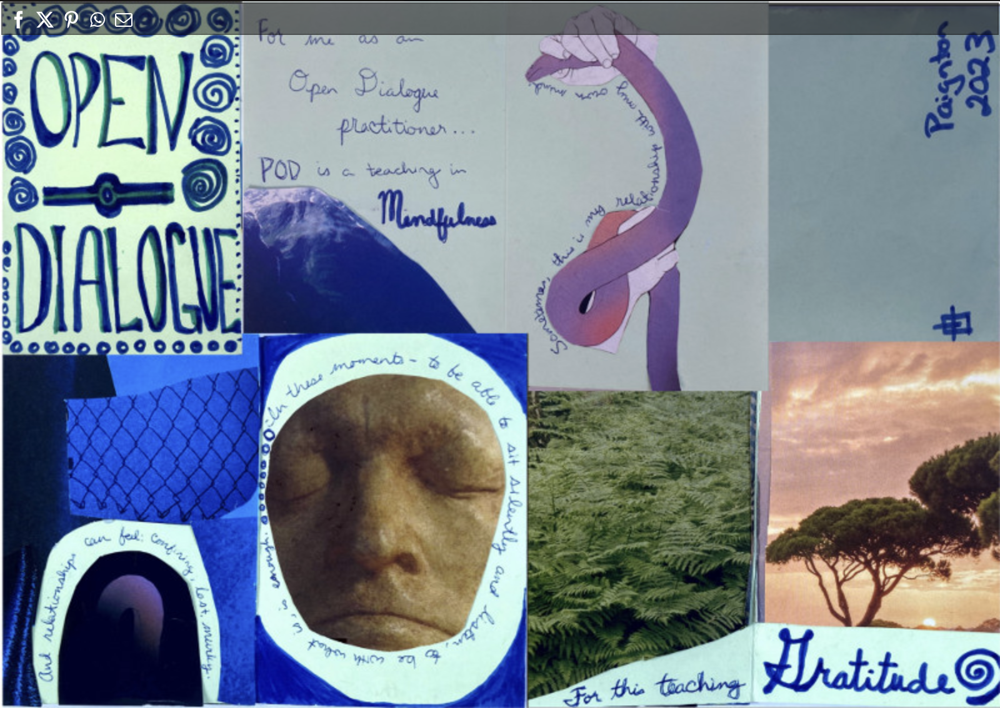 OPEN
DIALOGUE
For me as an
Open Dialogue
practitioner...
POD is a teaching in
Mindfulness
Sometimes, this is my relationship with my own mind.
Paignton
2023
And relationships can feel: confining, lost, murky.
in these moments - to be able to sit silently and listen, to be with what is, is enough.
For this teaching
Gratitude